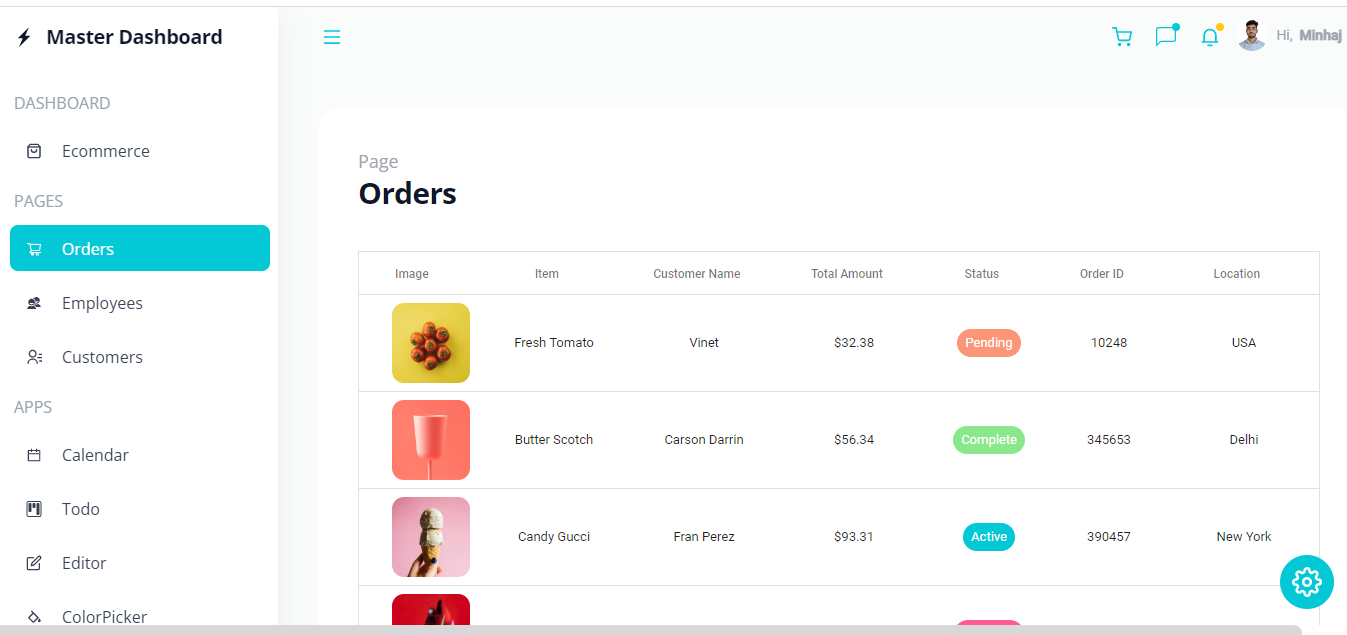 Master Dashboard
Hi, Minhaj
DASHBOARD
Ecommerce
PAGES
Orders
Employees
Customers
APPS
Calendar
Todo
Editor
ColorPicker
Page
Orders
Image Item Customer Name Total Amount Status Order ID Location
Fresh Tomato Vinet $32.38 Pending 10248 USA
Butter Scotch Carson Darrin $56.34 Complete 345653 Delhi
Candy Gucci Fran Perez $93.31 Active 390457 New York